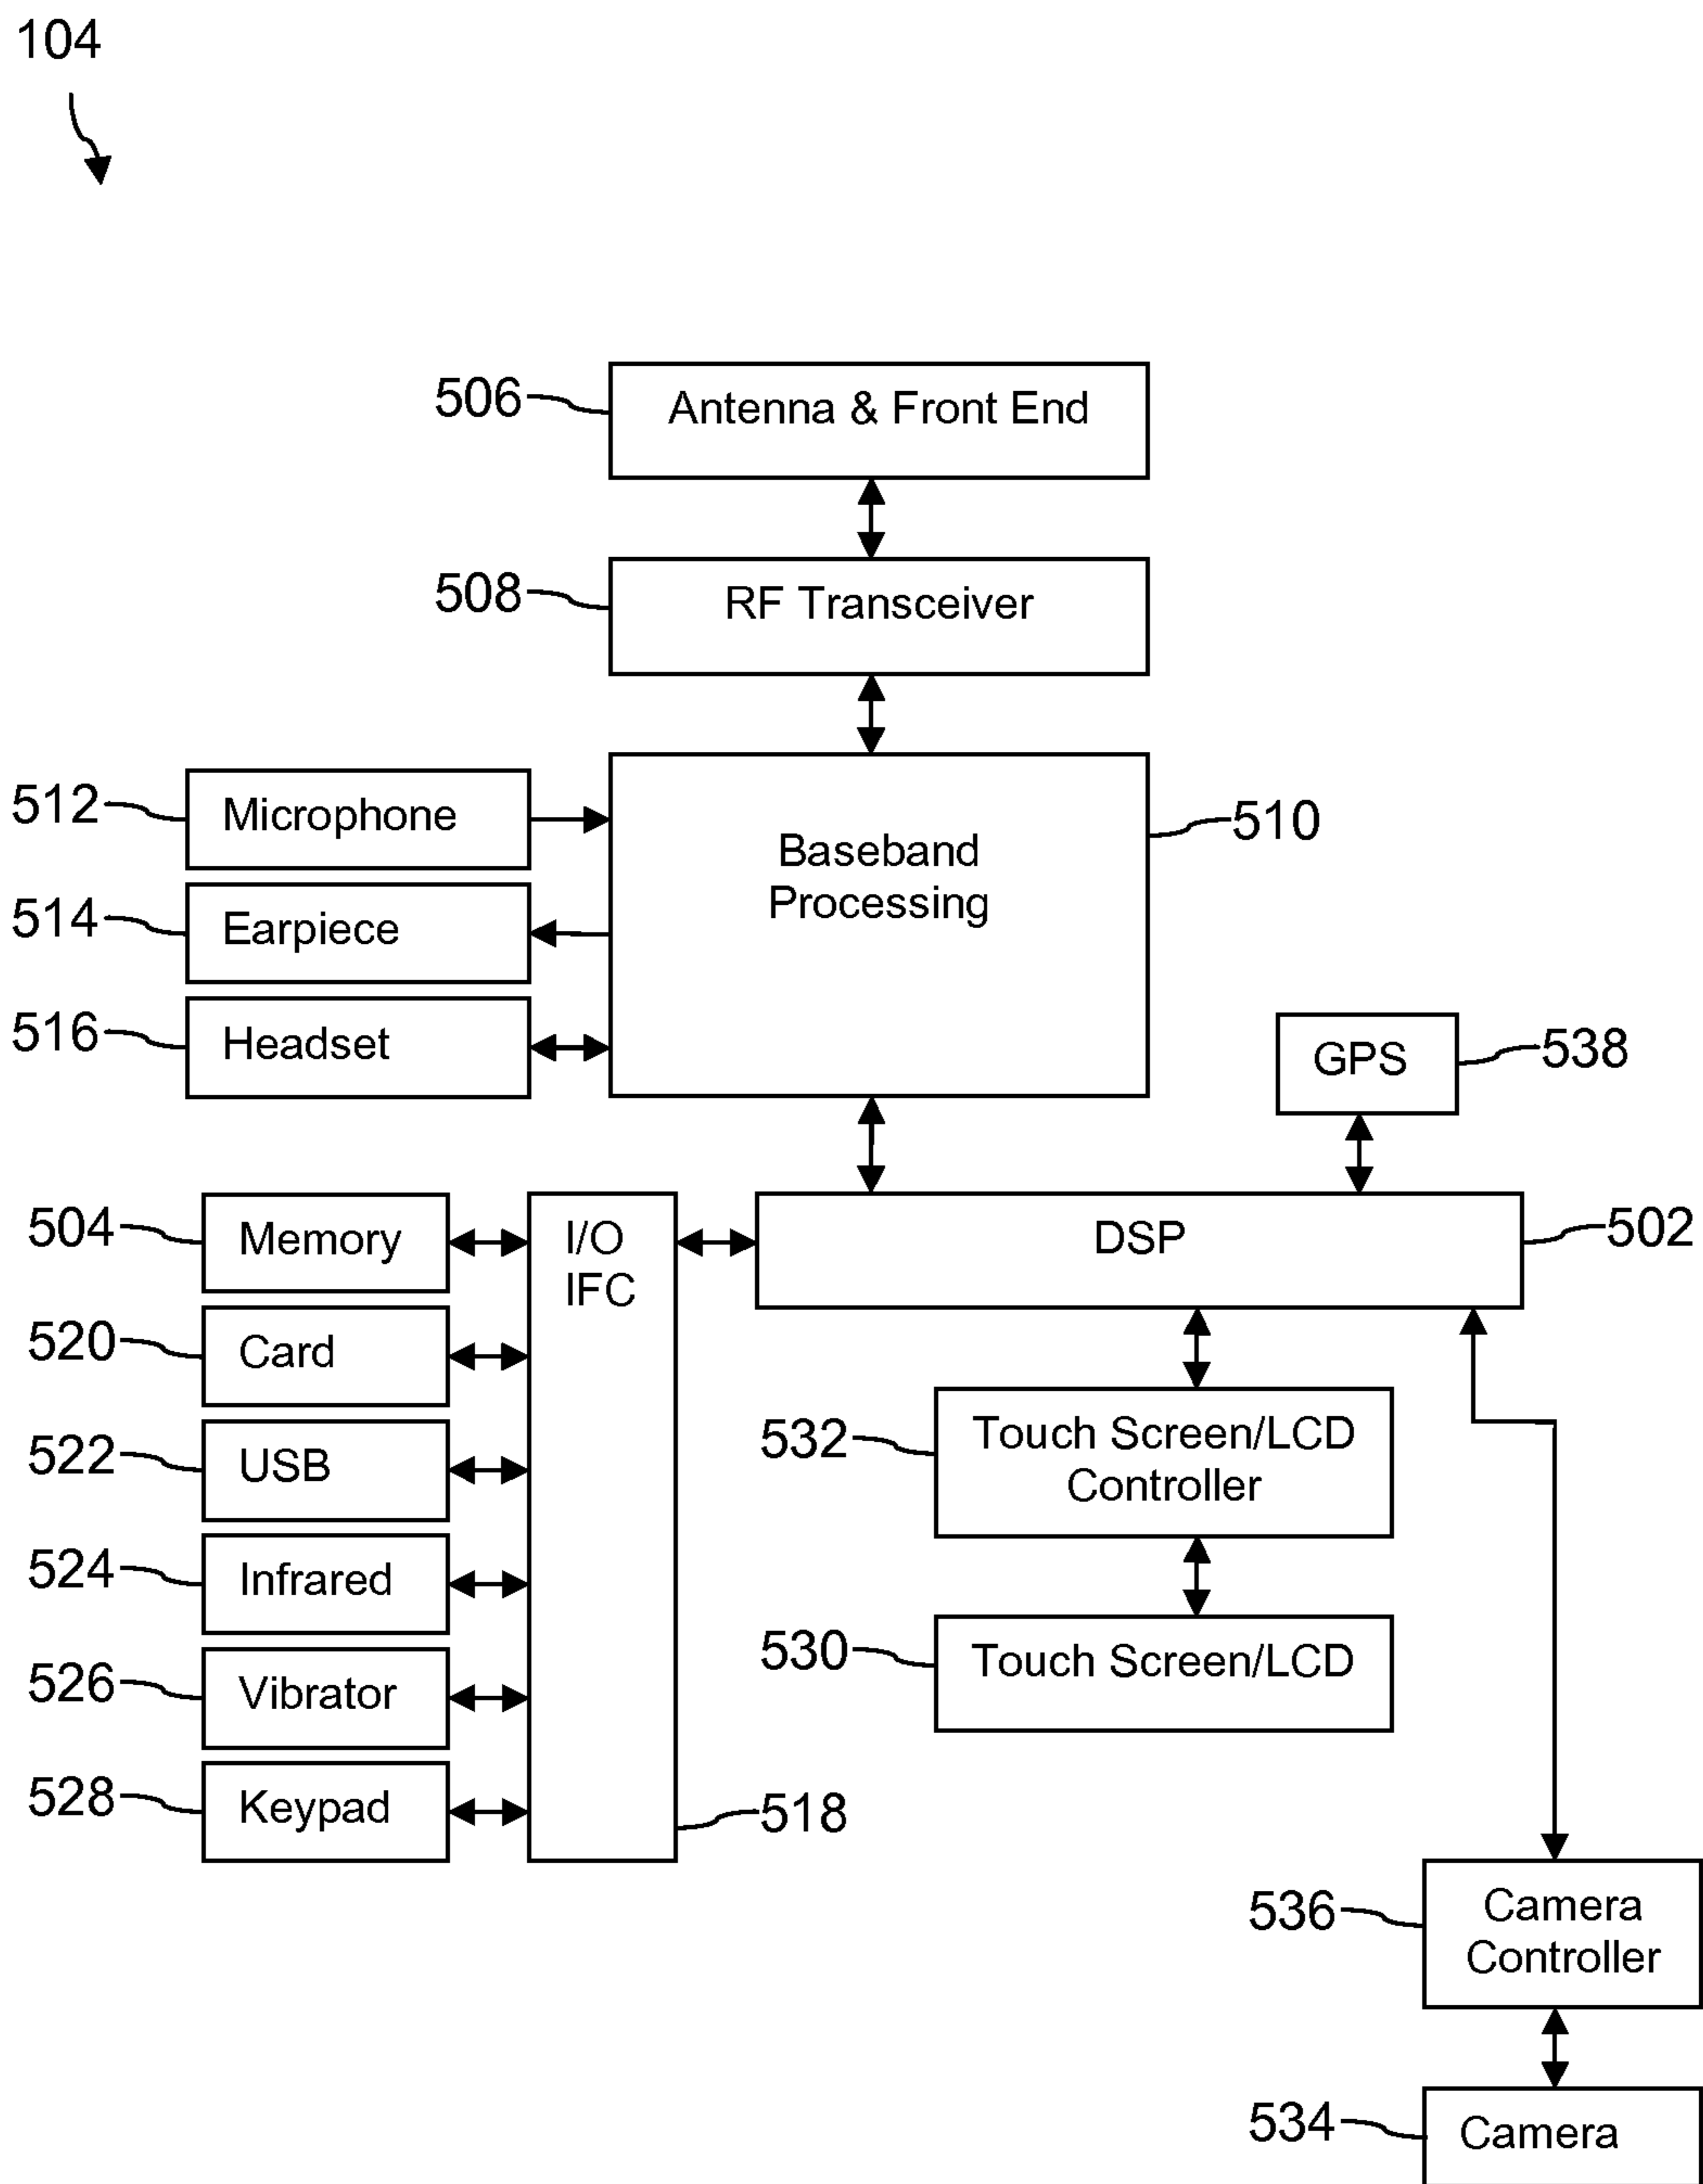 104
506
Antenna & Front End
508
RF Transceiver
512
Microphone
Baseband
Processing
510
514
Earpiece
516
Headset
GPS
538
504
Memory
I/O
IFC
DSP
502
520
Card
522
USB
532
Touch Screen/LCD
Controller
524
Infrared
530
Touch Screen/LCD
526
Vibrator
528
Keypad
518
536
Camera
Controller
534
Camera